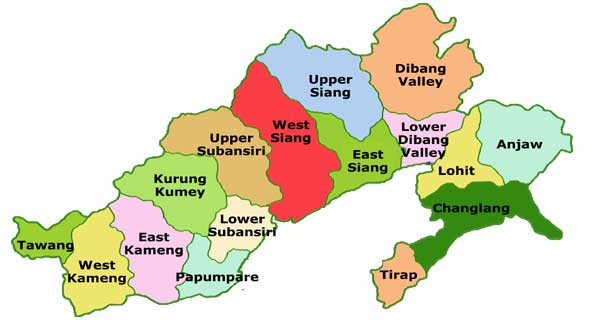 Dibang
Valley
Upper
Siang
Upper
Subansiri
West
Siang
East
Siang
Lower
Dibang
Valley
Anjaw
Lohit
Kurung
Kumey
Changlang
Lower
Subansiri
Tawang
East
Kameng
West
Kameng
Papumpare
Tirap